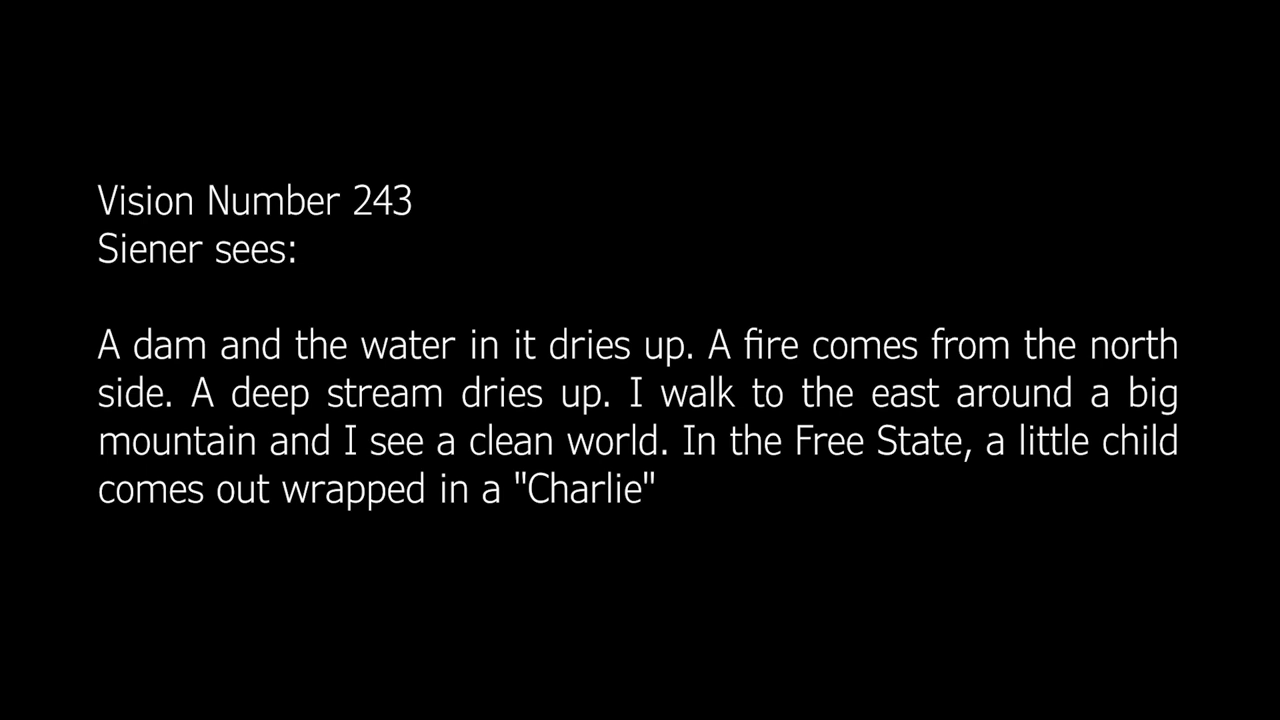 Vision Number 243
Siener sees:
A dam and the water in it dries up. A fire comes from the north
side. A deep stream dries up. I walk to the east around a big
mountain and I see a clean world. In the Free State, a little child
comes out wrapped in a "Charlie"